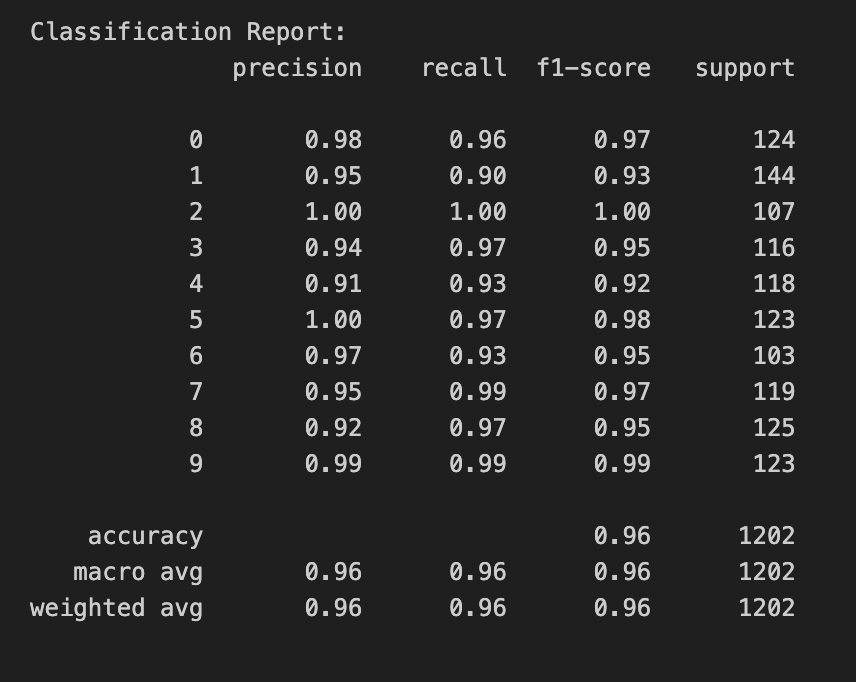 Classification Report:
precision recall f1-score support
0 0.98 0.96 0.97 124
1 0.95 0.90 0.93 144
2 1.00 1.00 1.00 107
3 0.94 0.97 0.95 116
4 0.91 0.93 0.92 118
5 1.00 0.97 0.98 123
6 0.97 0.93 0.95 103
7 0.95 0.99 0.97 119
8 0.92 0.97 0.95 125
9 0.99 0.99 0.99 123
accuracy 0.96 1202
macro avg 0.96 0.96 0.96 1202
weighted avg 0.96 0.96 0.96 1202